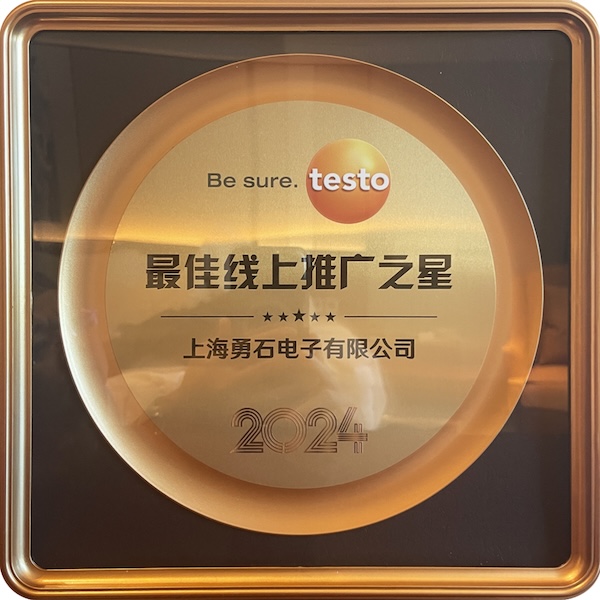 Be sure. testo
最佳线上推广之星
★★★★★
上海勇石电子有限公司
2024